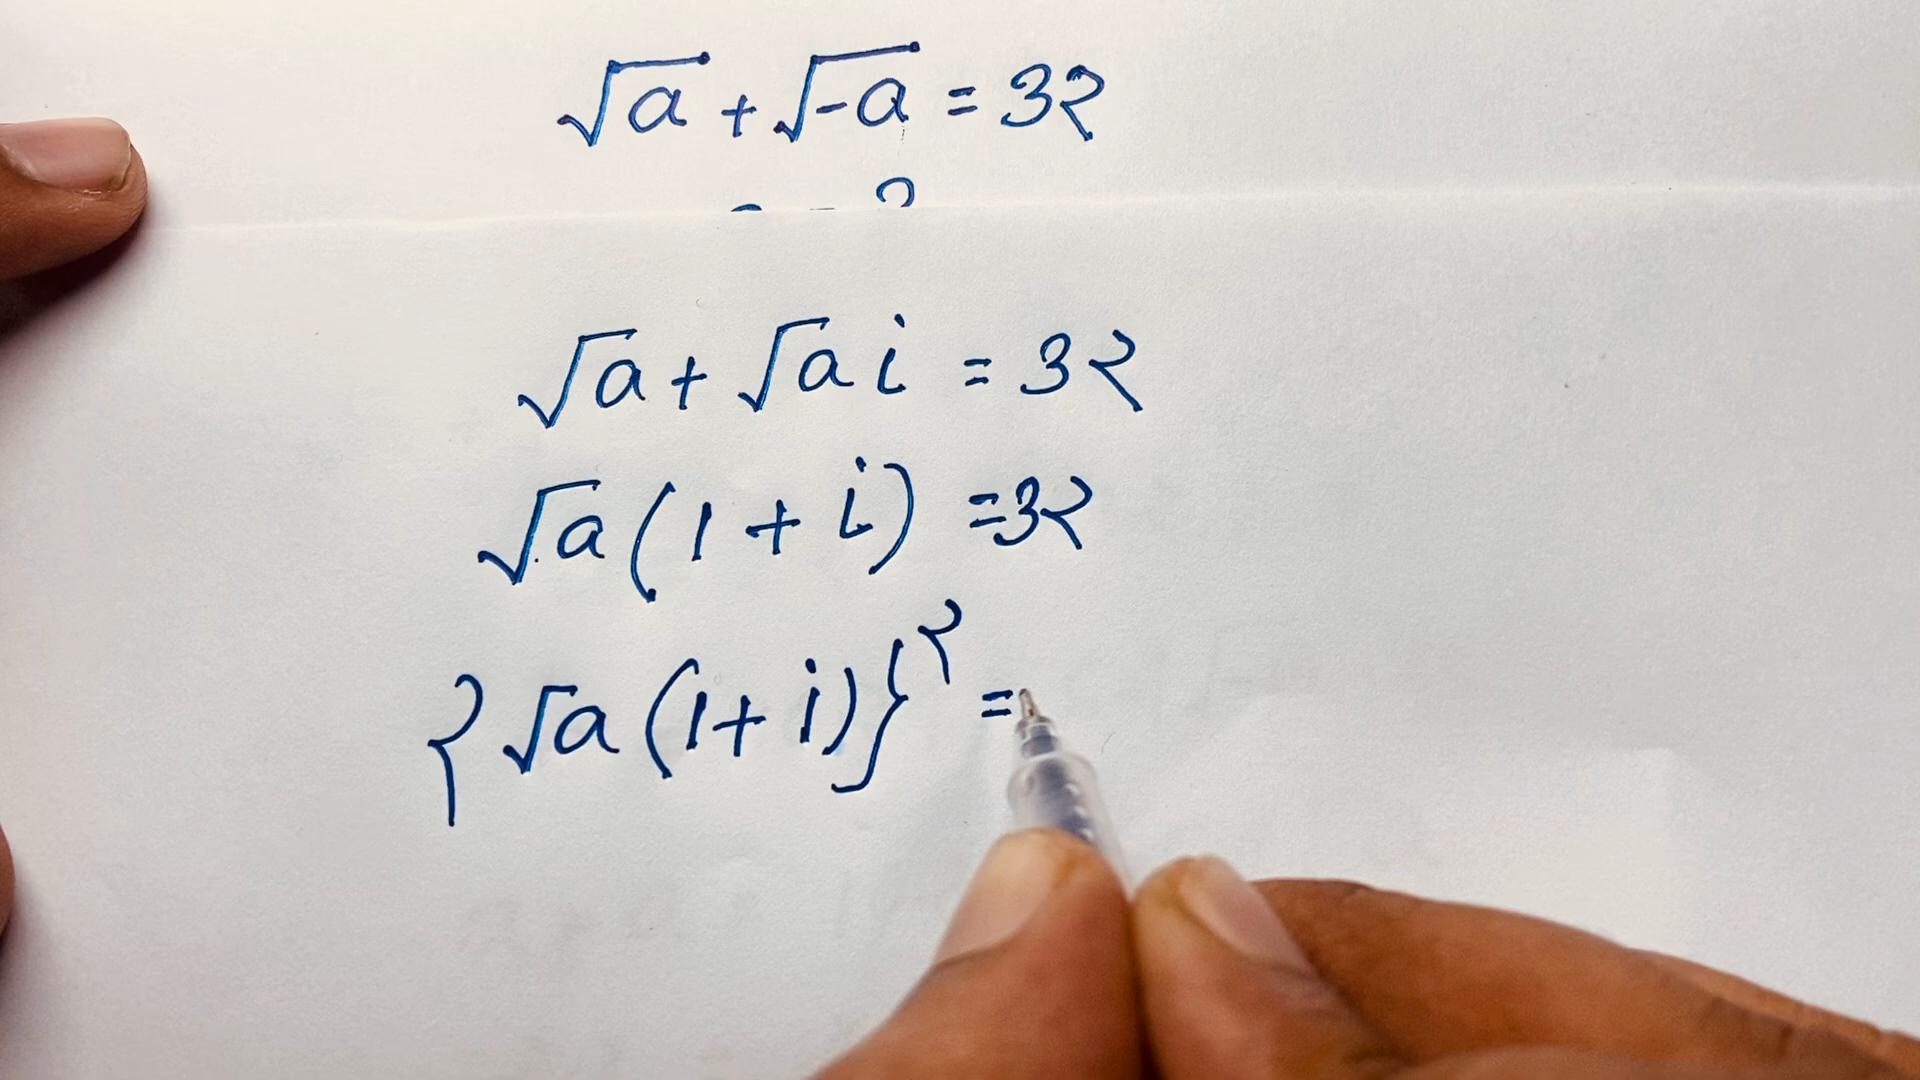 √a + √-a = 32
√a + √a i = 32
√a (1 + i) = 32
{√a (1 + i)}² =